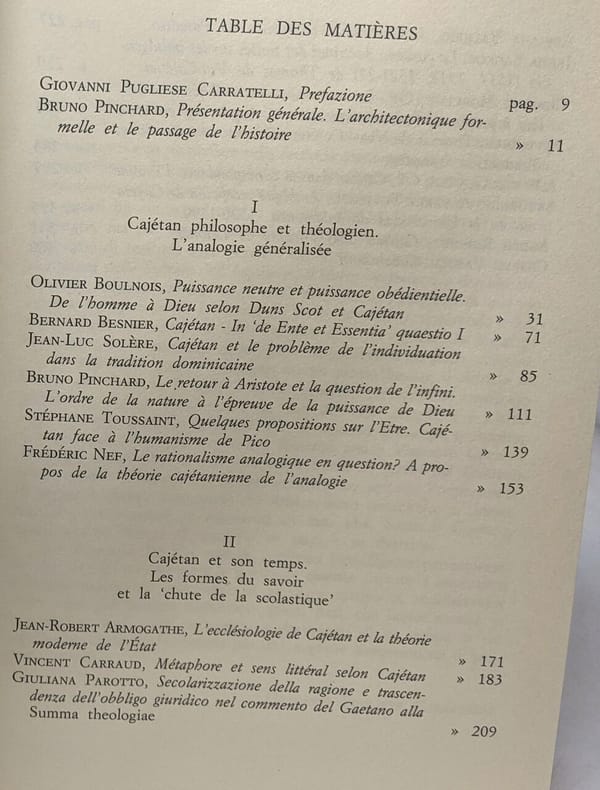 TABLE DES MATIÈRES
GIOVANNI PUGLIESE CARRATELLI, Prefazione pag. 9
BRUNO PINCHARD, Présentation générale. L'architectonique for-
melle et le passage de l'histoire » 11
I
Cajétan philosophe et théologien.
L'analogie généralisée
OLIVIER BOULNOIS, Puissance neutre et puissance obédientielle.
De l'homme à Dieu selon Duns Scot et Cajétan » 31
BERNARD BESNIER, Cajétan - In 'de Ente et Essentia' quaestio I » 71
JEAN-LUC SOLÈRE, Cajétan et le problème de l'individuation
dans la tradition dominicaine » 85
BRUNO PINCHARD, Le retour à Aristote et la question de l'infini.
L'ordre de la nature à l'épreuve de la puissance de Dieu » 111
STÉPHANE TOUSSAINT, Quelques propositions sur l'Etre. Cajé-
tan face à l'humanisme de Pico » 139
FRÉDÉRIC NEF, Le rationalisme analogique en question? A pro-
pos de la théorie cajétanienne de l'analogie » 153
II
Cajétan et son temps.
Les formes du savoir
et la 'chute de la scolastique'
JEAN-ROBERT ARMOGATHE, L'ecclésiologie de Cajétan et la théorie
moderne de l'État » 171
VINCENT CARRAUD, Métaphore et sens littéral selon Cajétan » 183
GIULIANA PAROTTO, Secolarizzazione della ragione e trascen-
denza dell'obbligo giuridico nel commento del Gaetano alla
Summa theologiae » 209